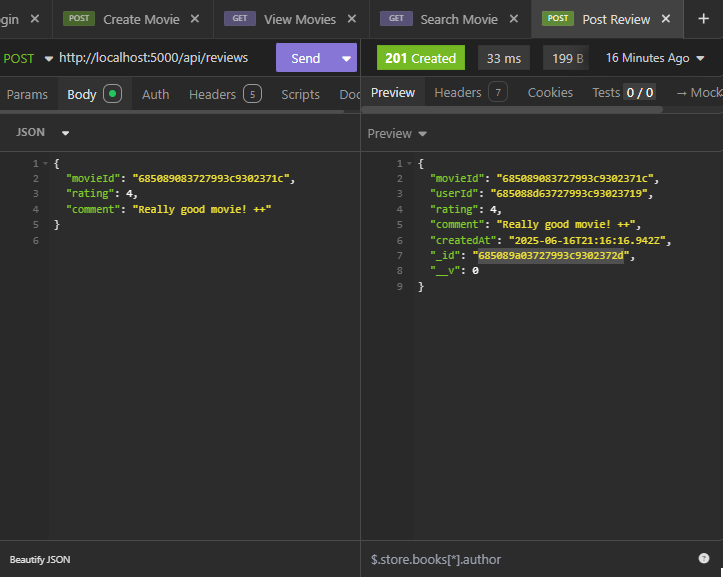 gin × POST Create Movie × GET View Movies × GET Search Movie × POST Post Review × +
POST http://localhost:5000/api/reviews Send
201 Created 33 ms 199 B 16 Minutes Ago
Params Body Auth Headers 5 Scripts Doc
Preview Headers 7 Cookies Tests 0 / 0 → Mock
JSON
Preview
1 {
2 "movieId": "685089083727993c9302371c",
3 "rating": 4,
4 "comment": "Really good movie! ++"
5 }
6
1 {
2 "movieId": "685089083727993c9302371c",
3 "userId": "685088d63727993c93023719",
4 "rating": 4,
5 "comment": "Really good movie! ++",
6 "createdAt": "2025-06-16T21:16:16.942Z",
7 "_id": "685089a03727993c9302372d",
8 "__v": 0
9 }
Beautify JSON
$.store.books[*].author ?